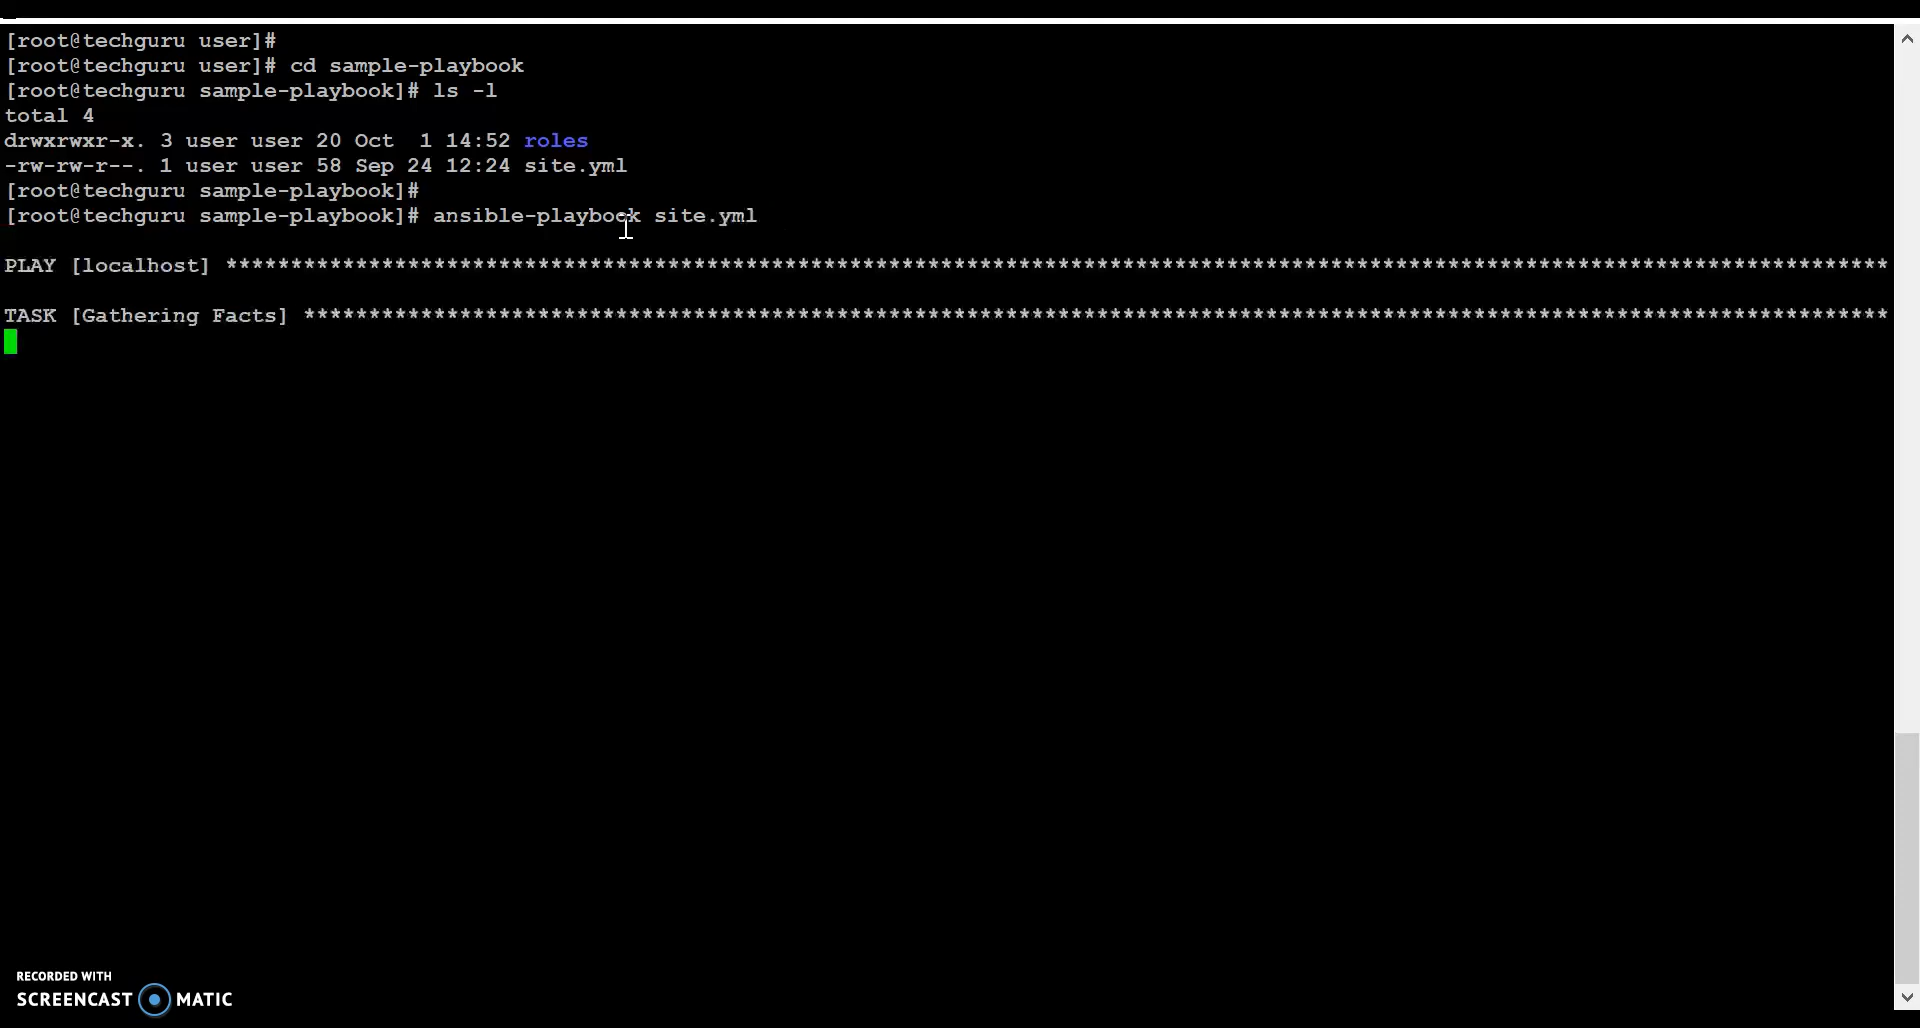 [root@techguru user]#
[root@techguru user]# cd sample-playbook
[root@techguru sample-playbook]# ls -l
total 4
drwxrwxr-x. 3 user user 20 Oct  1 14:52 roles
-rw-rw-r--. 1 user user 58 Sep 24 12:24 site.yml
[root@techguru sample-playbook]#
[root@techguru sample-playbook]# ansible-playbook site.yml
PLAY [localhost] ********************************************************************************************************************************
TASK [Gathering Facts] **************************************************************************************************************************
RECORDED WITH
SCREENCAST MATIC